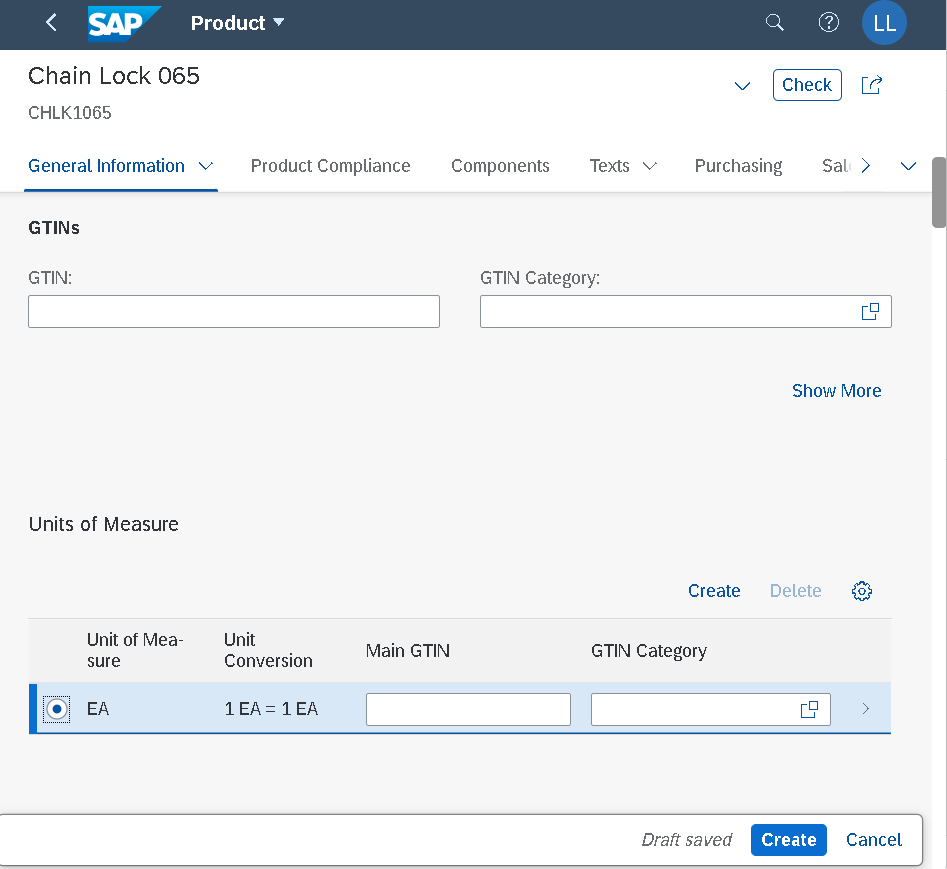 SAP Product
LL
Chain Lock 065
Check
CHLK1065
General Information Product Compliance Components Texts Purchasing
GTINs
GTIN: GTIN Category:
Show More
Units of Measure
Create Delete
Unit of Mea-
sure
Unit
Conversion
Main GTIN
GTIN Category
EA 1 EA = 1 EA
Draft saved Create Cancel